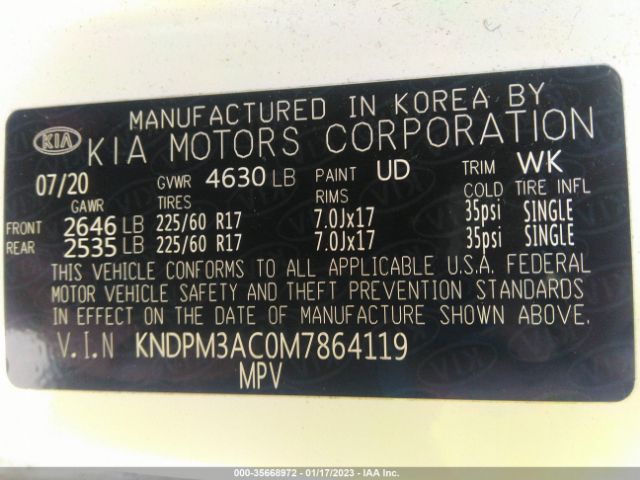 MANUFACTURED IN KOREA BY
KIA KIA MOTORS CORPORATION
07/20 GVWR 4630 LB PAINT UD TRIM WK
GAWR TIRES RIMS COLD TIRE INFL
FRONT 2646 LB 225/60 R17 7.0Jx17 35psi SINGLE
REAR 2535 LB 225/60 R17 7.0Jx17 35psi SINGLE
THIS VEHICLE CONFORMS TO ALL APPLICABLE U.S.A. FEDERAL
MOTOR VEHICLE SAFETY AND THEFT PREVENTION STANDARDS
IN EFFECT ON THE DATE OF MANUFACTURE SHOWN ABOVE.
V.I.N KNDPM3AC0M7864119
MPV
000-35668972 - 01/17/2023 - IAA Inc.